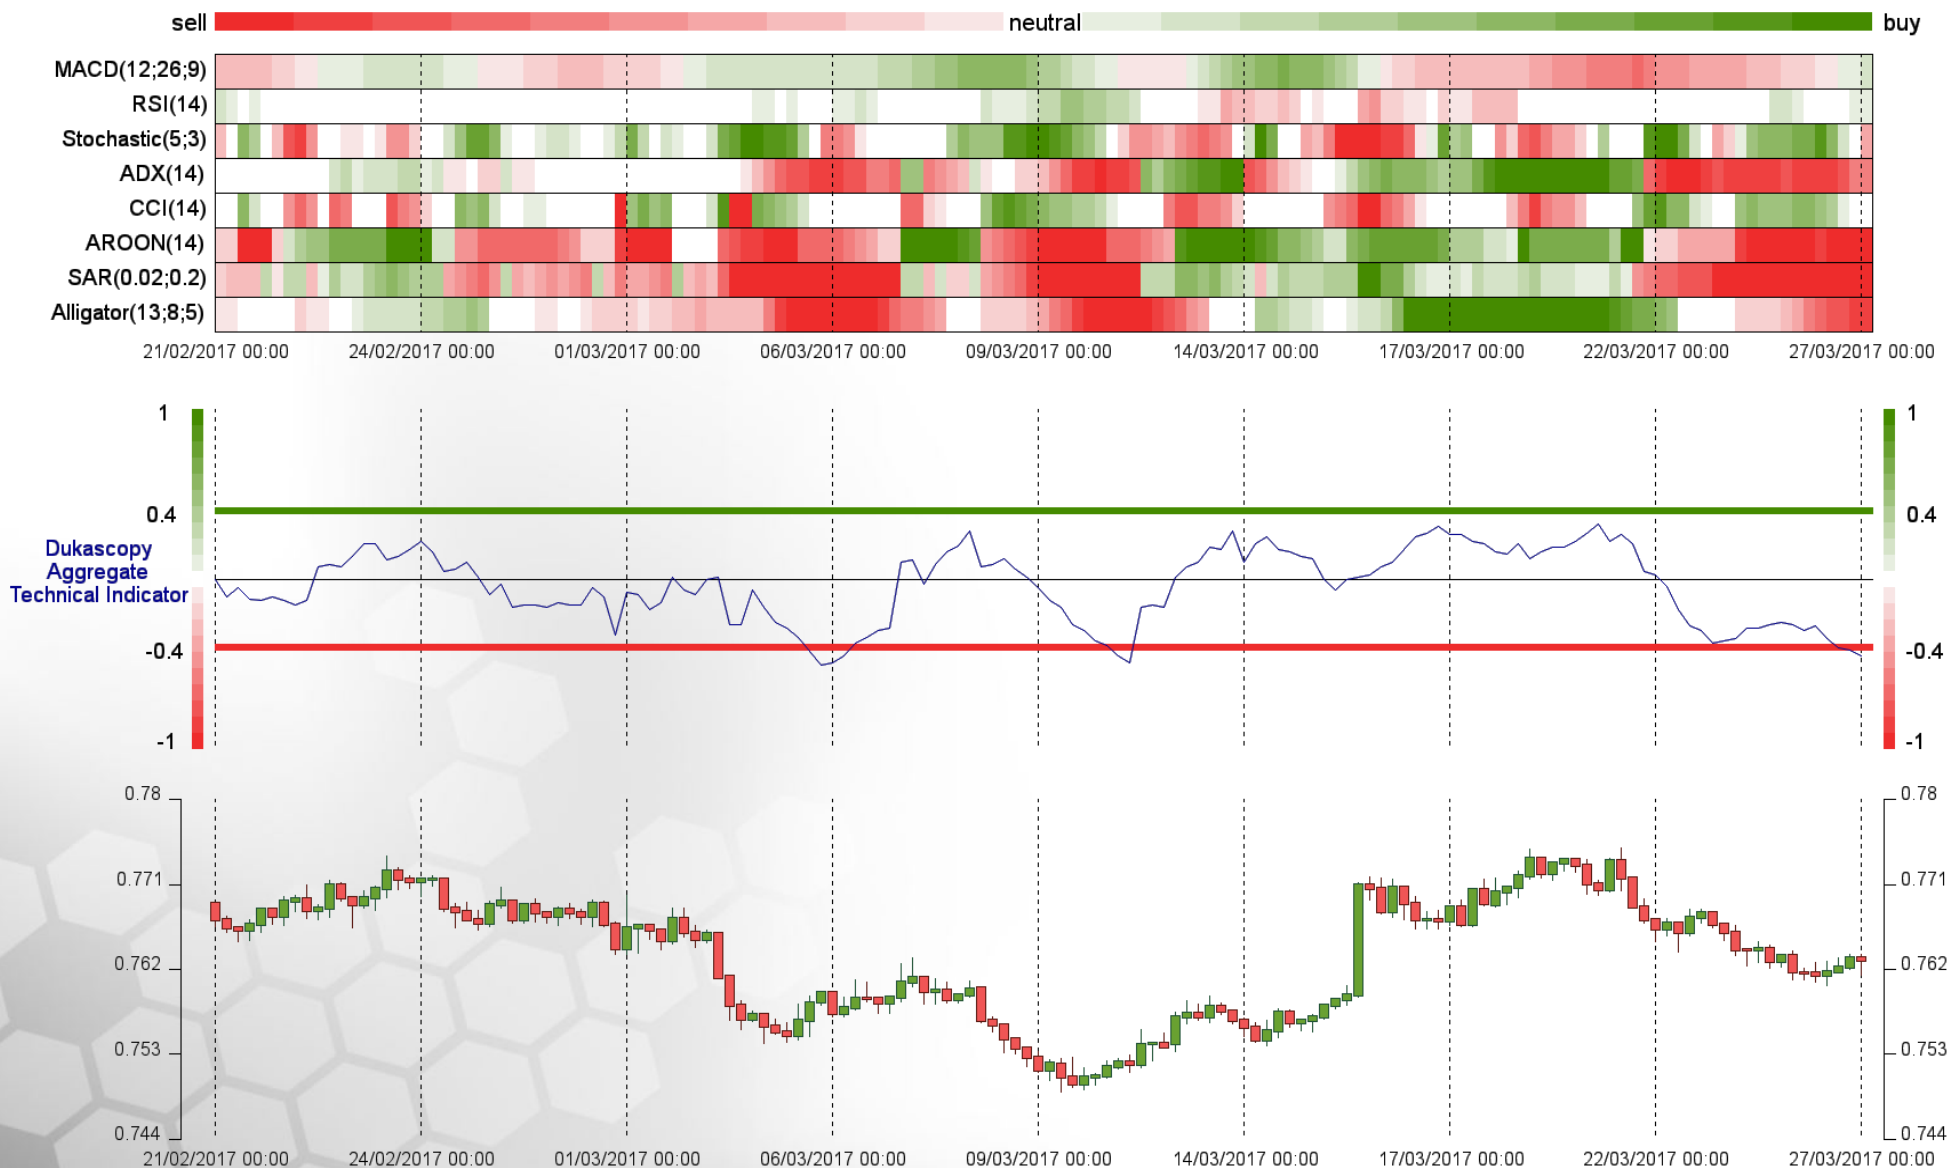 sell neutral buy
MACD(12;26;9)
RSI(14)
Stochastic(5;3)
ADX(14)
CCI(14)
AROON(14)
SAR(0.02;0.2)
Alligator(13;8;5)
21/02/2017 00:00 24/02/2017 00:00 01/03/2017 00:00 06/03/2017 00:00 09/03/2017 00:00 14/03/2017 00:00 17/03/2017 00:00 22/03/2017 00:00 27/03/2017 00:00
1 1
0.4 0.4
Dukascopy
Aggregate
Technical Indicator
-0.4 -0.4
-1 -1
0.78 0.78
0.771 0.771
0.762 0.762
0.753 0.753
0.744 0.744
21/02/2017 00:00 24/02/2017 00:00 01/03/2017 00:00 06/03/2017 00:00 09/03/2017 00:00 14/03/2017 00:00 17/03/2017 00:00 22/03/2017 00:00 27/03/2017 00:00